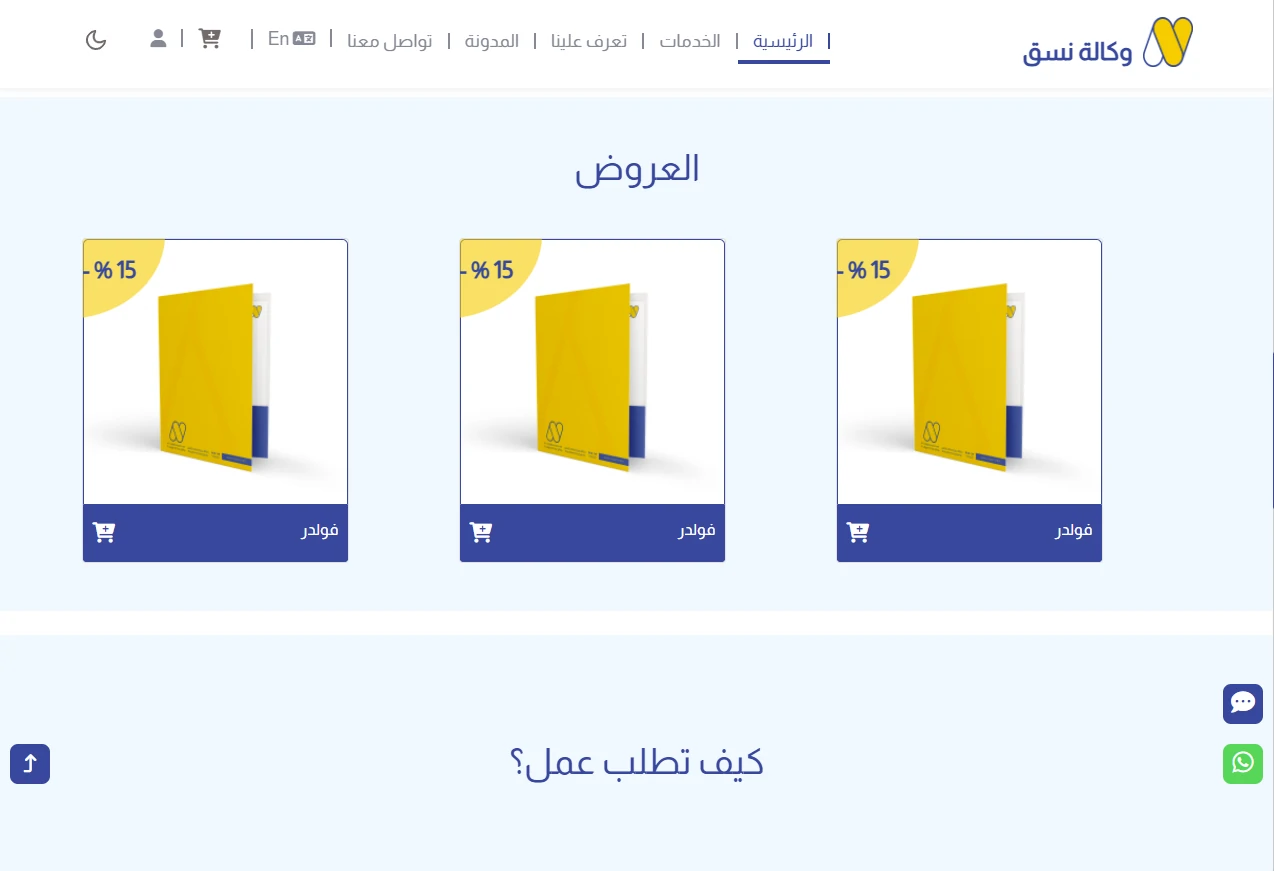 وكالة نسق
الرئيسية | الخدمات | تعرف علينا | المدونة | تواصل معنا | En
العروض
15 % -
15 % -
15 % -
فولدر
فولدر
فولدر
كيف تطلب عمل؟